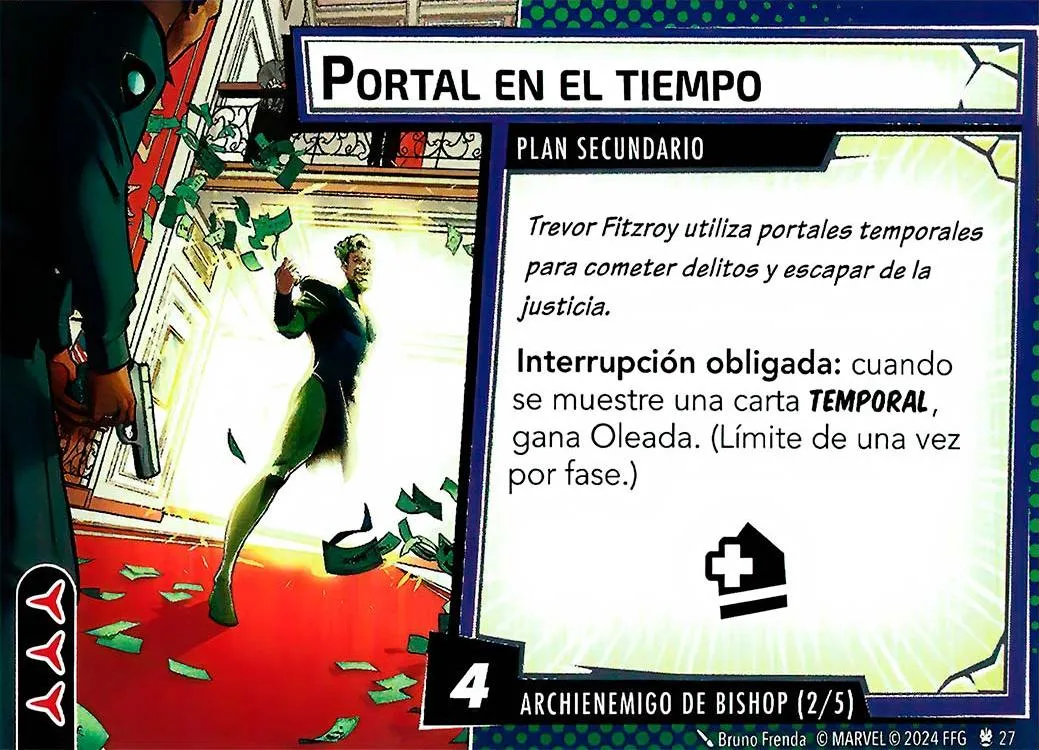 PORTAL EN EL TIEMPO
PLAN SECUNDARIO
Trevor Fitzroy utiliza portales temporales
para cometer delitos y escapar de la
justicia.
Interrupción obligada: cuando
se muestre una carta TEMPORAL,
gana Oleada. (Límite de una vez
por fase.)
4
ARCHIENEMIGO DE BISHOP (2/5)
Bruno Frenda © MARVEL © 2024 FFG 27